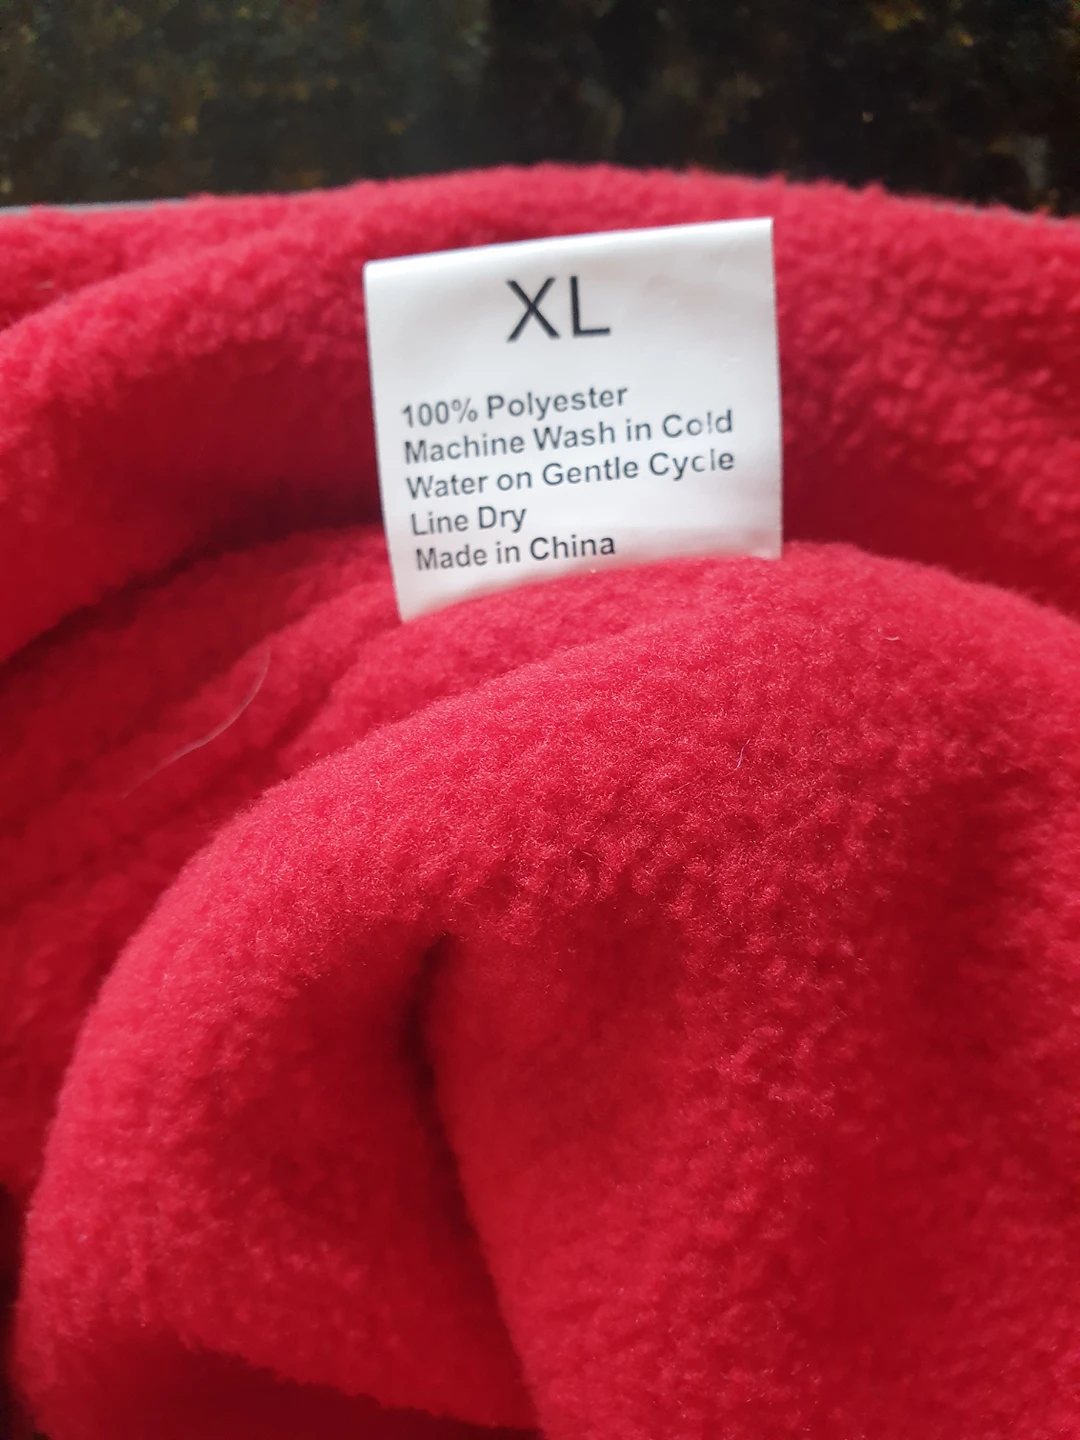 XL
100% Polyester
Machine Wash in Cold
Water on Gentle Cycle
Line Dry
Made in China